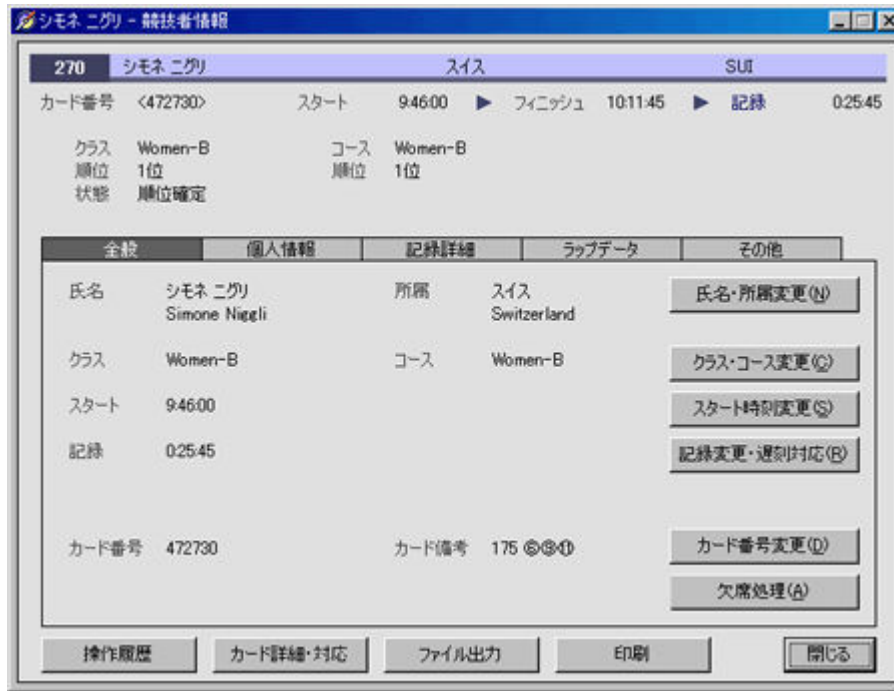 シモネ ニグリ - 競技者情報
270 シモネ ニグリ スイス SUI
カード番号 <472730> スタート 9:46:00 ▶ フィニッシュ 10:11:45 ▶ 記録 0:25:45
クラス Women-B コース Women-B
順位 1位 順位 1位
状態 順位確定
全般 個人情報 記録詳細 ラップデータ その他
氏名 シモネ ニグリ 所属 スイス 氏名・所属変更(N)
Simone Niggli Switzerland
クラス Women-B コース Women-B クラス・コース変更(C)
スタート 9:46:00 スタート時刻変更(S)
記録 0:25:45 記録変更・遅刻対応(R)
カード番号 472730 カード備考 175 ⑥⑨⑪ カード番号変更(D)
欠席処理(A)
操作履歴 カード詳細・対応 ファイル出力 印刷 閉じる